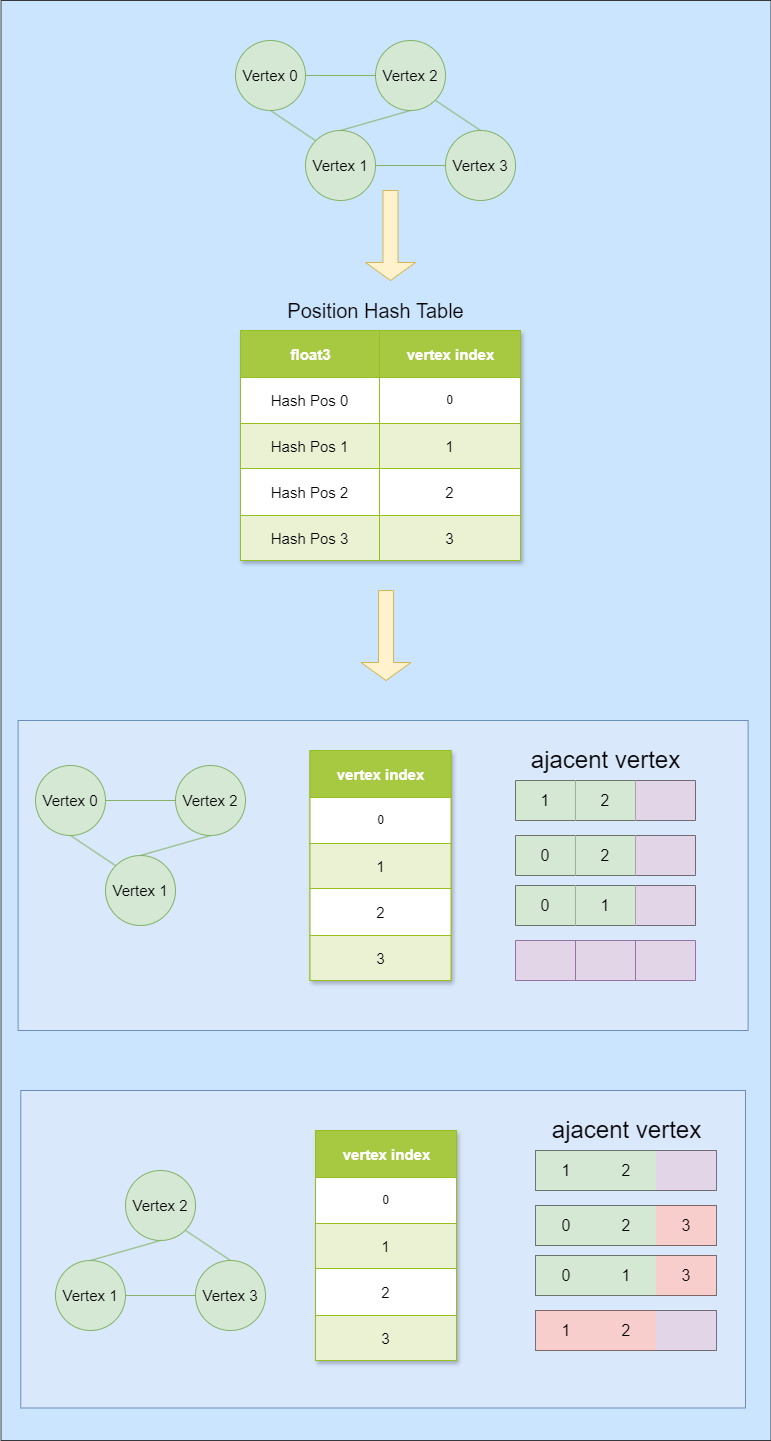 Vertex 0
Vertex 2
Vertex 1
Vertex 3
Position Hash Table
float3 vertex index
Hash Pos 0 0
Hash Pos 1 1
Hash Pos 2 2
Hash Pos 3 3
Vertex 0
Vertex 2
Vertex 1
vertex index
0
1
2
3
ajacent vertex
1 2
0 2
0 1
Vertex 2
Vertex 1
Vertex 3
vertex index
0
1
2
3
ajacent vertex
1 2
0 2 3
0 1 3
1 2